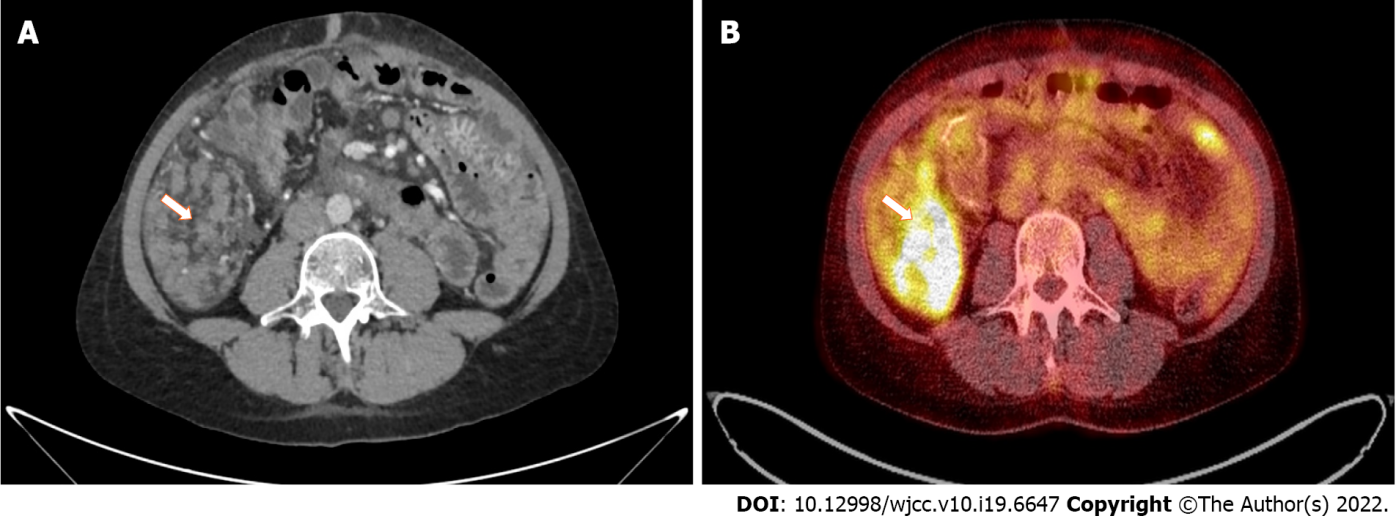 A
B
DOI: 10.12998/wjcc.v10.i19.6647 Copyright ©The Author(s) 2022.